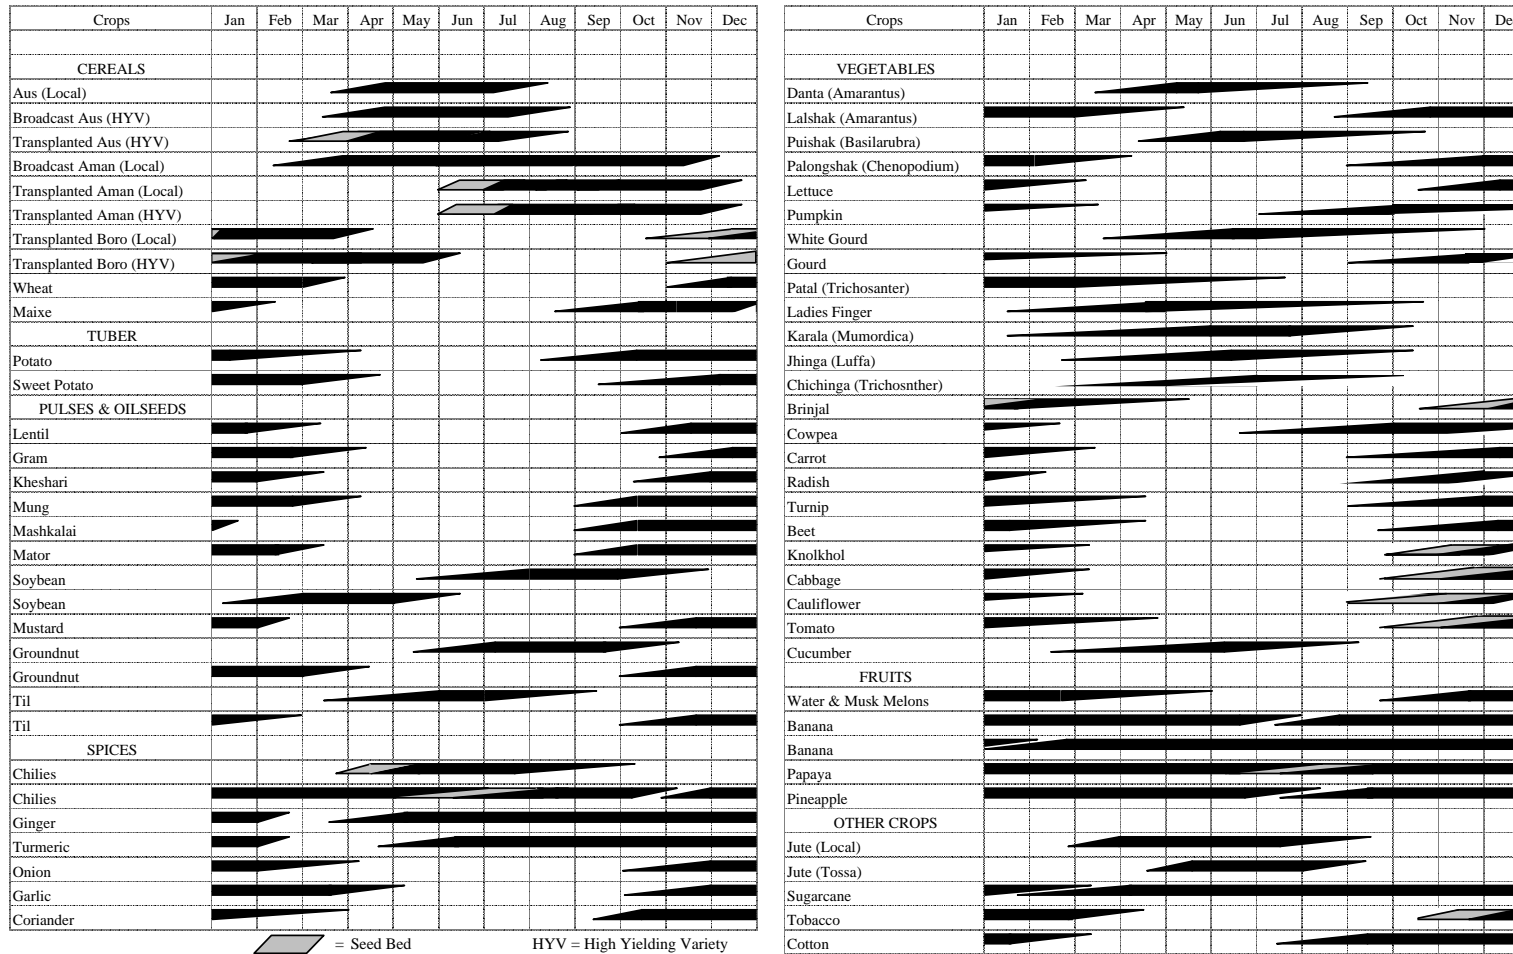 Crops Jan Feb Mar Apr May Jun Jul Aug Sep Oct Nov Dec
CEREALS
Aus (Local)
Broadcast Aus (HYV)
Transplanted Aus (HYV)
Broadcast Aman (Local)
Transplanted Aman (Local)
Transplanted Aman (HYV)
Transplanted Boro (Local)
Transplanted Boro (HYV)
Wheat
Maixe
TUBER
Potato
Sweet Potato
PULSES & OILSEEDS
Lentil
Gram
Kheshari
Mung
Mashkalai
Mator
Soybean
Soybean
Mustard
Groundnut
Groundnut
Til
Til
SPICES
Chilies
Chilies
Ginger
Turmeric
Onion
Garlic
Coriander
= Seed Bed HYV = High Yielding Variety
Crops Jan Feb Mar Apr May Jun Jul Aug Sep Oct Nov De
VEGETABLES
Danta (Amarantus)
Lalshak (Amarantus)
Puishak (Basilarubra)
Palongshak (Chenopodium)
Lettuce
Pumpkin
White Gourd
Gourd
Patal (Trichosanter)
Ladies Finger
Karala (Mumordica)
Jhinga (Luffa)
Chichinga (Trichosnther)
Brinjal
Cowpea
Carrot
Radish
Turnip
Beet
Knolkhol
Cabbage
Cauliflower
Tomato
Cucumber
FRUITS
Water & Musk Melons
Banana
Banana
Papaya
Pineapple
OTHER CROPS
Jute (Local)
Jute (Tossa)
Sugarcane
Tobacco
Cotton